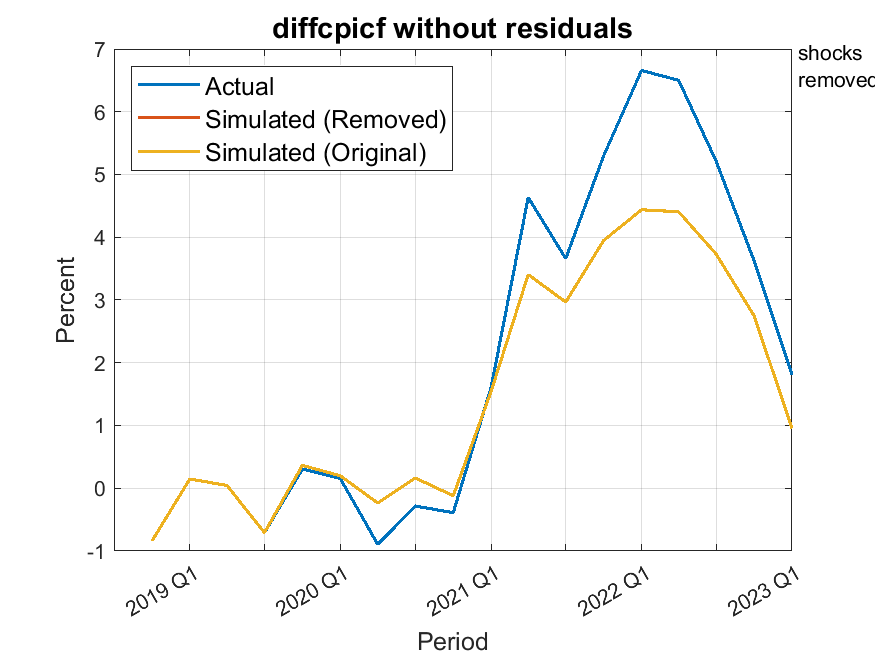 diffcpicf without residuals
shocks
removed
Actual
Simulated (Removed)
Simulated (Original)
7
6
5
4
3
2
1
0
-1
Percent
2019 Q1
2020 Q1
2021 Q1
2022 Q1
2023 Q1
Period